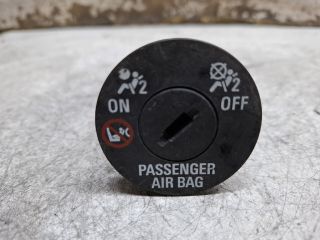 2 2
ON OFF
PASSENGER
AIR BAG